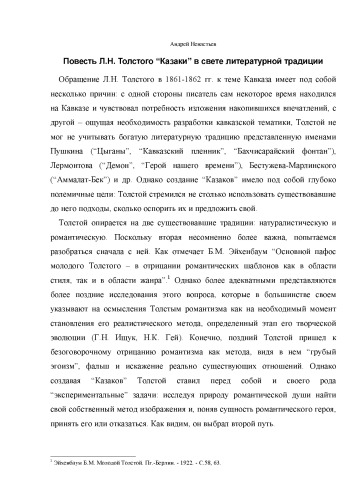 Андрей Ненастьев
Повесть Л.Н. Толстого “Казаки” в свете литературной традиции
Обращение Л.Н. Толстого в 1861-1862 гг. к теме Кавказа имеет под собой
несколько причин: с одной стороны писатель сам некоторое время находился
на Кавказе и чувствовал потребность изложения накопившихся впечатлений, с
другой – ощущая необходимость разработки кавказской тематики, Толстой не
мог не учитывать богатую литературную традицию представленную именами
Пушкина (“Цыганы”, “Кавказский пленник”, “Бахчисарайский фонтан”),
Лермонтова (“Демон”, “Герой нашего времени”), Бестужева-Марлинского
(“Аммалат-Бек”) и др. Однако создание “Казаков” имело под собой глубоко
полемичные цели: Толстой стремился не столько использовать существовавшие
до него подходы, сколько оспорить их и предложить свой.
Толстой опирается на две существовавшие традиции: натуралистическую и
романтическую. Поскольку вторая несомненно более важна, попытаемся
разобраться сначала с ней. Как отмечает Б.М. Эйхенбаум “Основной пафос
молодого Толстого – в отрицании романтических шаблонов как в области
стиля, так и в области жанра”.1 Однако более адекватными представляются
более поздние исследования этого вопроса, которые в большинстве своем
указывают на осмысления Толстым романтизма как на необходимый момент
становления его реалистического метода, определенный этап его творческой
эволюции (Г.Н. Ищук, Н.К. Гей). Конечно, поздний Толстой пришел к
безоговорочному отрицанию романтизма как метода, видя в нем “грубый
эгоизм”, фальш и искажение реально существующих отношений. Однако
создавая “Казаков” Толстой ставил перед собой и своего рода
“экспериментальные” задачи: исследуя природу романтической души найти
свой собственный метод изображения и, поняв сущность романтического героя,
принять его или отказаться. Как видим, он выбрал второй путь.
1 Эйхенбаум Б.М. Молодой Толстой. Пг.-Берлин. - 1922. - С.58, 63.